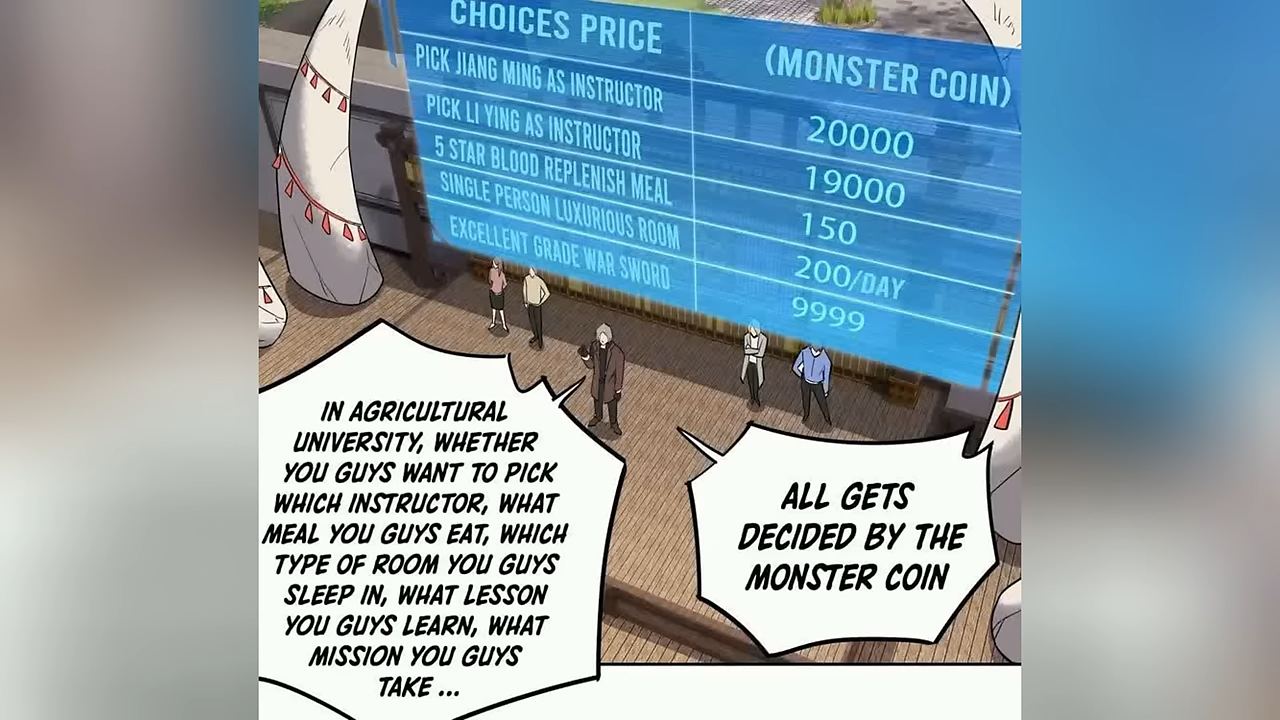 CHOICES PRICE (MONSTER COIN)
PICK JIANG MING AS INSTRUCTOR 20000
PICK LI YING AS INSTRUCTOR 19000
5 STAR BLOOD REPLENISH MEAL 150
SINGLE PERSON LUXURIOUS ROOM 200/DAY
EXCELLENT GRADE WAR SWORD 9999
IN AGRICULTURAL
UNIVERSITY, WHETHER
YOU GUYS WANT TO PICK
WHICH INSTRUCTOR, WHAT
MEAL YOU GUYS EAT, WHICH
TYPE OF ROOM YOU GUYS
SLEEP IN, WHAT LESSON
YOU GUYS LEARN, WHAT
MISSION YOU GUYS
TAKE ...
ALL GETS
DECIDED BY THE
MONSTER COIN